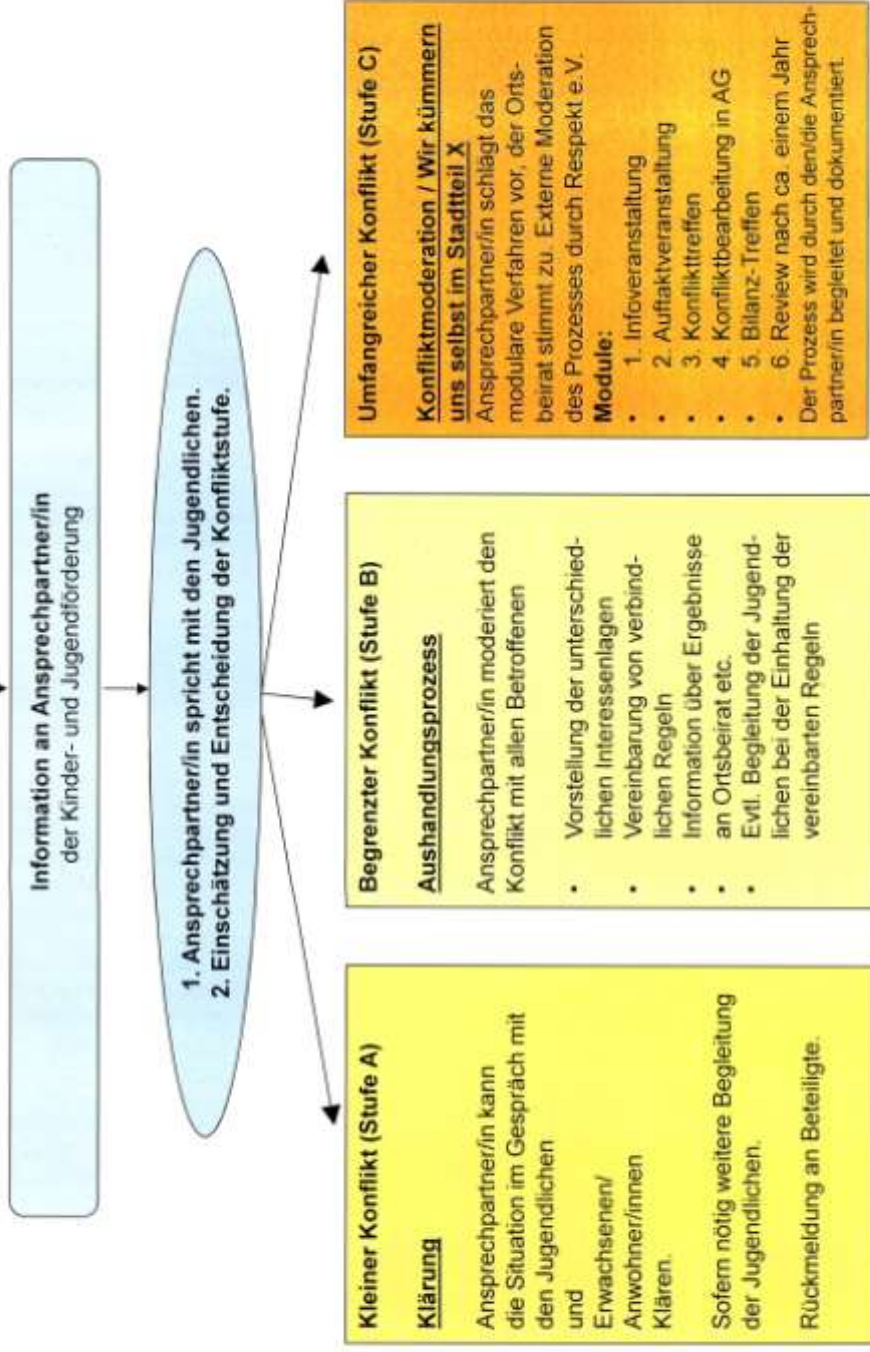 Information an Ansprechpartner/in
der Kinder- und Jugendförderung
1. Ansprechpartner/in spricht mit den Jugendlichen.
2. Einschätzung und Entscheidung der Konfliktstufe.
Kleiner Konflikt (Stufe A)
Klärung
Ansprechpartner/in kann
die Situation im Gespräch mit
den Jugendlichen
und
Erwachsenen/
Anwohner/innen
Klären.
Sofern nötig weitere Begleitung
der Jugendlichen.
Rückmeldung an Beteiligte.
Begrenzter Konflikt (Stufe B)
Aushandlungsprozess
Ansprechpartner/in moderiert den
Konflikt mit allen Betroffenen
• Vorstellung der unterschied-
lichen Interessenlagen
• Vereinbarung von verbind-
lichen Regeln
• Information über Ergebnisse
• an Ortsbeirat etc.
• Evtl. Begleitung der Jugend-
lichen bei der Einhaltung der
vereinbarten Regeln
Umfangreicher Konflikt (Stufe C)
Konfliktmoderation / Wir kümmern
uns selbst im Stadtteil X
Ansprechpartner/in schlägt das
modulare Verfahren vor, der Orts-
beirat stimmt zu. Externe Moderation
des Prozesses durch Respekt e.V.
Module:
• 1. Infoveranstaltung
• 2. Auftaktveranstaltung
• 3. Konflikttreffen
• 4. Konfliktbearbeitung in AG
• 5. Bilanz-Treffen
• 6. Review nach ca. einem Jahr
Der Prozess wird durch den/die Ansprech-
partner/in begleitet und dokumentiert.